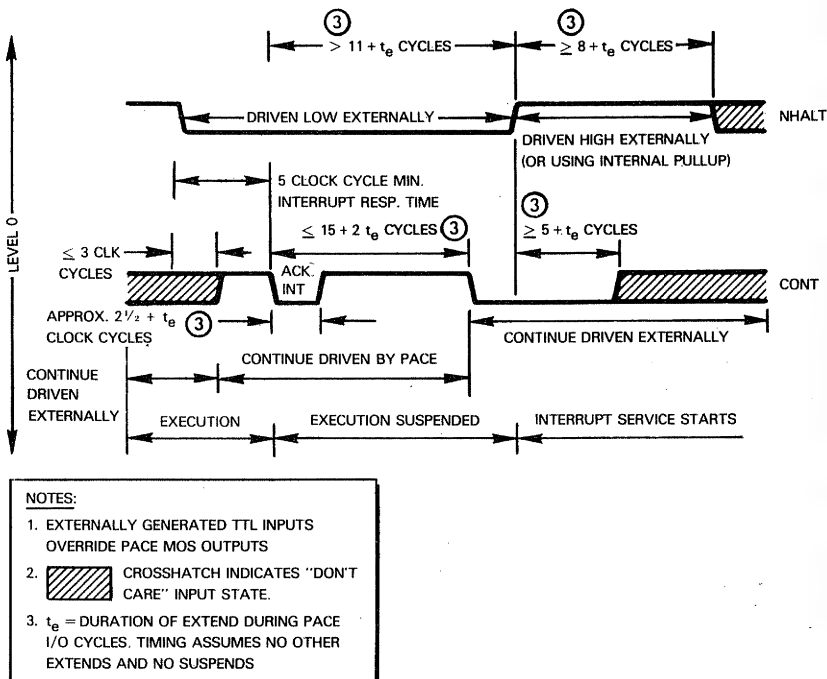 ③
> 11 + te CYCLES
③
≥ 8 + te CYCLES
NHALT
DRIVEN LOW EXTERNALLY
DRIVEN HIGH EXTERNALLY
(OR USING INTERNAL PULLUP)
5 CLOCK CYCLE MIN.
INTERRUPT RESP. TIME
LEVEL 0
≤ 15 + 2 te CYCLES ③
③
≥ 5 + te
CYCLES
≤ 3 CLK
CYCLES
ACK.
INT
CONT
APPROX. 2 1/2 + te ③
CLOCK CYCLES
CONTINUE DRIVEN EXTERNALLY
CONTINUE DRIVEN BY PACE
CONTINUE
DRIVEN
EXTERNALLY
EXECUTION
EXECUTION SUSPENDED
INTERRUPT SERVICE STARTS
NOTES:
1. EXTERNALLY GENERATED TTL INPUTS
OVERRIDE PACE MOS OUTPUTS
2. CROSSHATCH INDICATES "DON'T
CARE" INPUT STATE.
3. te = DURATION OF EXTEND DURING PACE
I/O CYCLES. TIMING ASSUMES NO OTHER
EXTENDS AND NO SUSPENDS